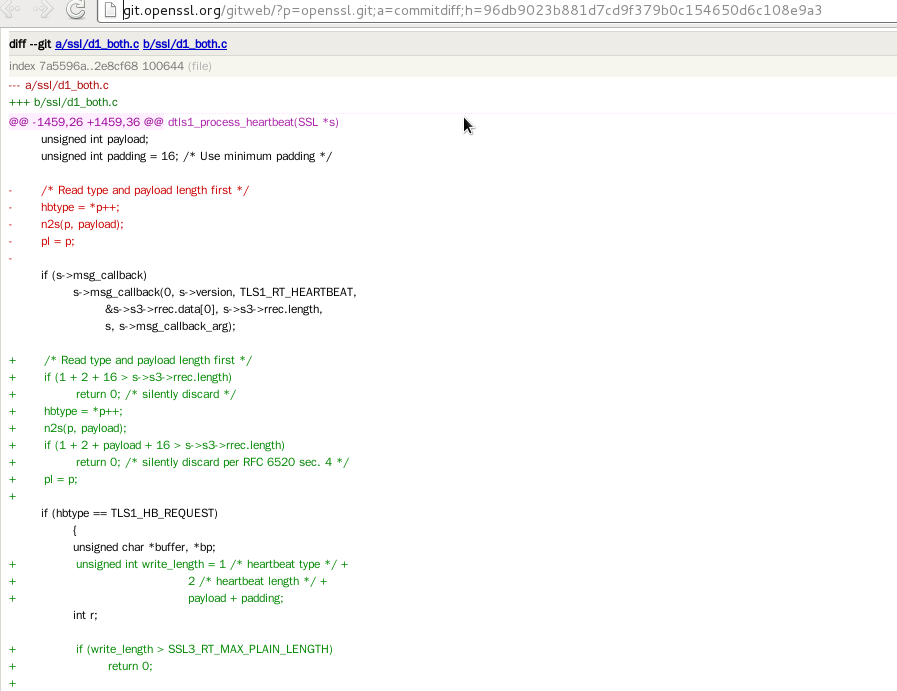 git.openssl.org/gitweb/?p=openssl.git;a=commitdiff;h=96db9023b881d7cd9f379b0c154650d6c108e9a3
diff --git a/ssl/d1_both.c b/ssl/d1_both.c
index 7a5596a..2e8cf68 100644 (file)
--- a/ssl/d1_both.c
+++ b/ssl/d1_both.c
@@ -1459,26 +1459,36 @@ dtls1_process_heartbeat(SSL *s)
unsigned int payload;
unsigned int padding = 16; /* Use minimum padding */
- /* Read type and payload length first */
- hbtype = *p++;
- n2s(p, payload);
- pl = p;
-
if (s->msg_callback)
s->msg_callback(0, s->version, TLS1_RT_HEARTBEAT,
&s->s3->rrec.data[0], s->s3->rrec.length,
s, s->msg_callback_arg);
+ /* Read type and payload length first */
+ if (1 + 2 + 16 > s->s3->rrec.length)
+ return 0; /* silently discard */
+ hbtype = *p++;
+ n2s(p, payload);
+ if (1 + 2 + payload + 16 > s->s3->rrec.length)
+ return 0; /* silently discard per RFC 6520 sec. 4 */
+ pl = p;
+
if (hbtype == TLS1_HB_REQUEST)
{
unsigned char *buffer, *bp;
+ unsigned int write_length = 1 /* heartbeat type */ +
+ 2 /* heartbeat length */ +
+ payload + padding;
int r;
+ if (write_length > SSL3_RT_MAX_PLAIN_LENGTH)
+ return 0;
+